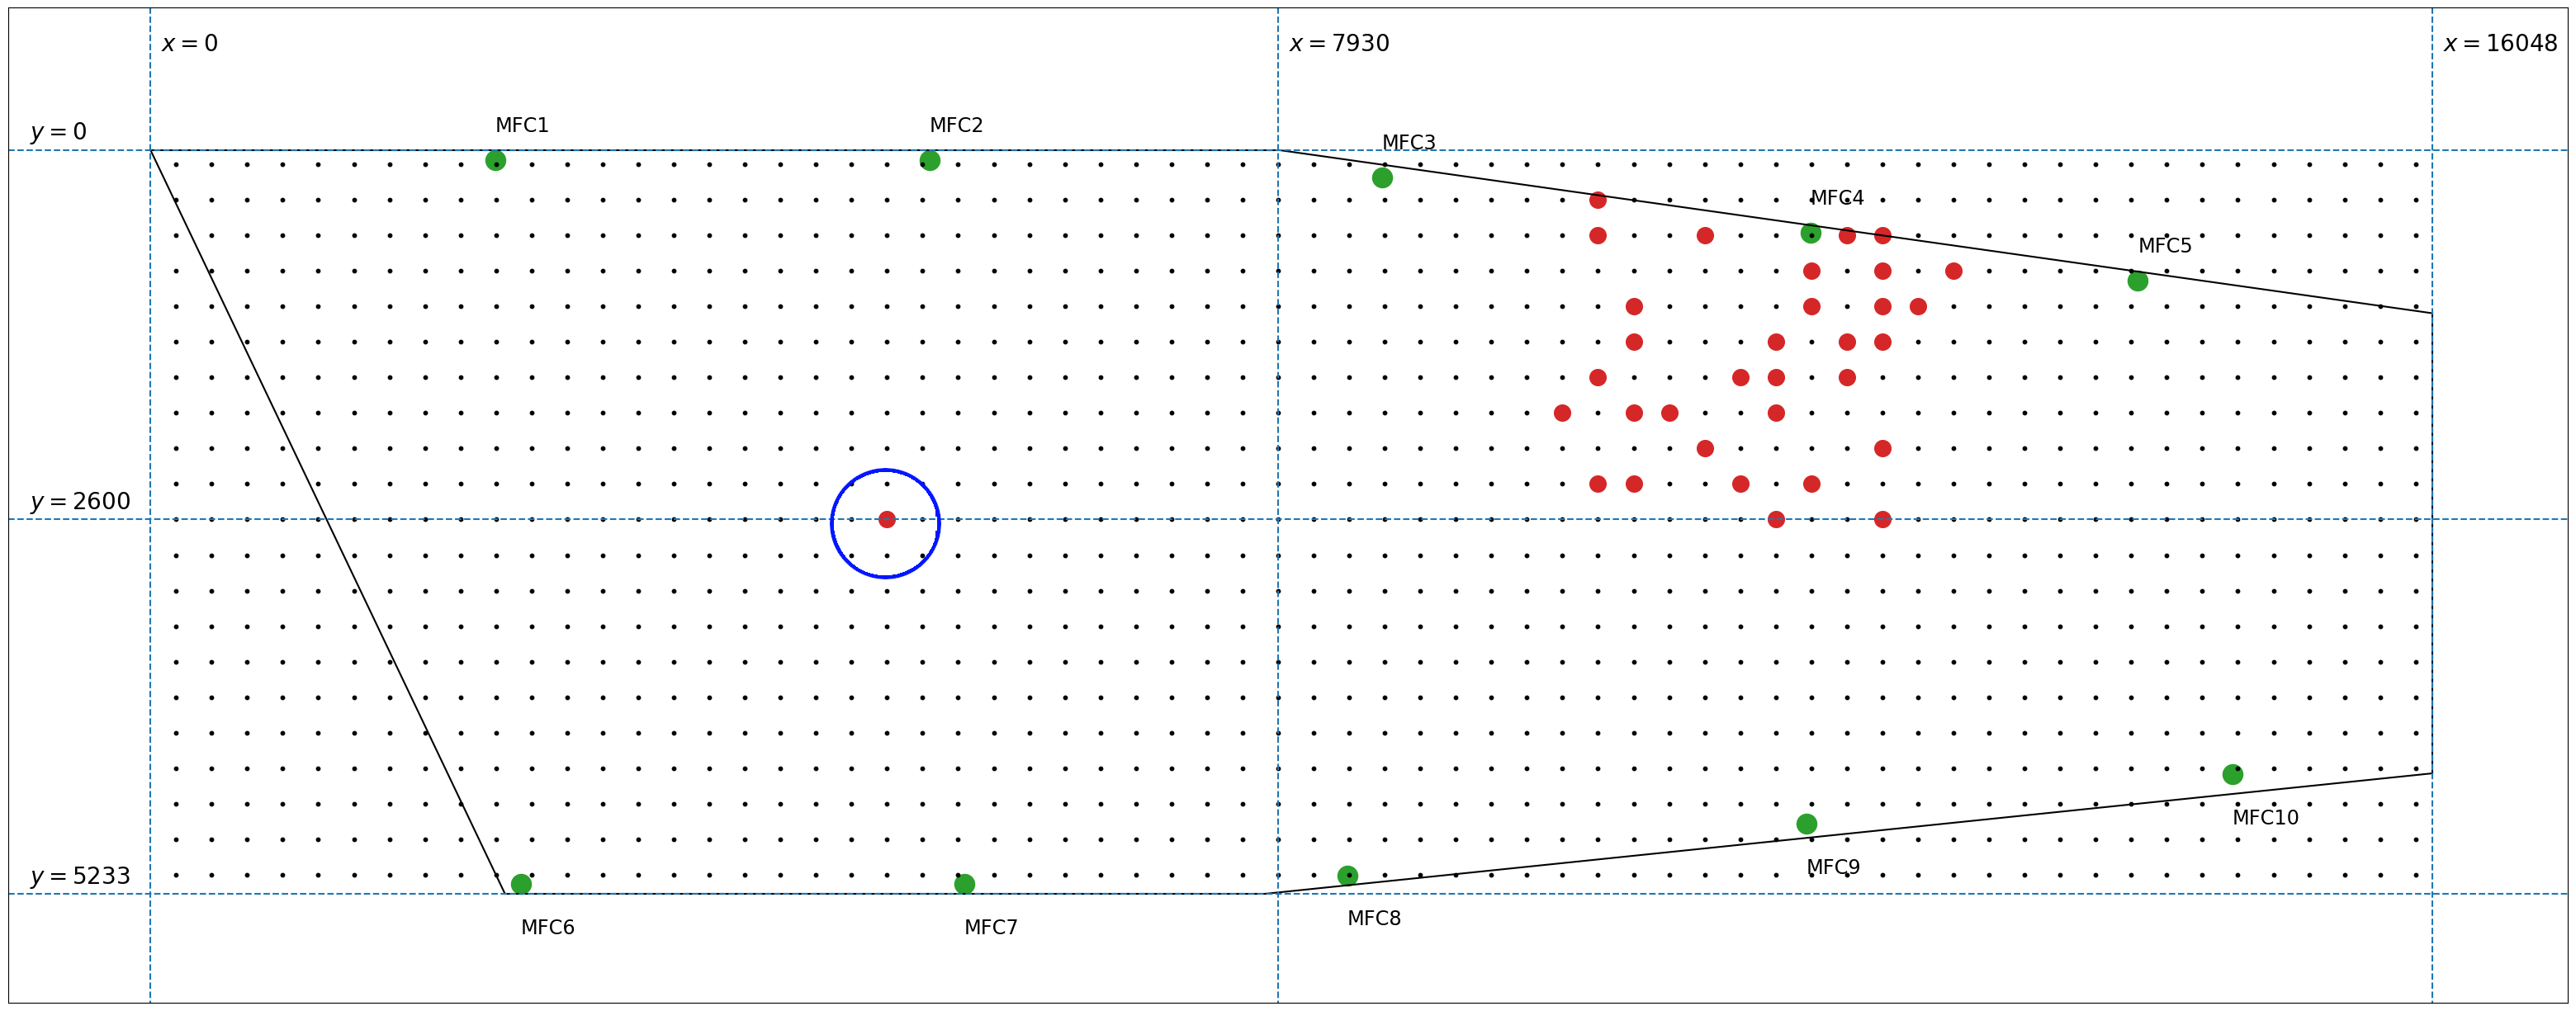 x = 0
x = 7930
x = 16048
y = 0
MFC1
MFC2
MFC3
MFC4
MFC5
y = 2600
MFC10
MFC9
y = 5233
MFC8
MFC6
MFC7